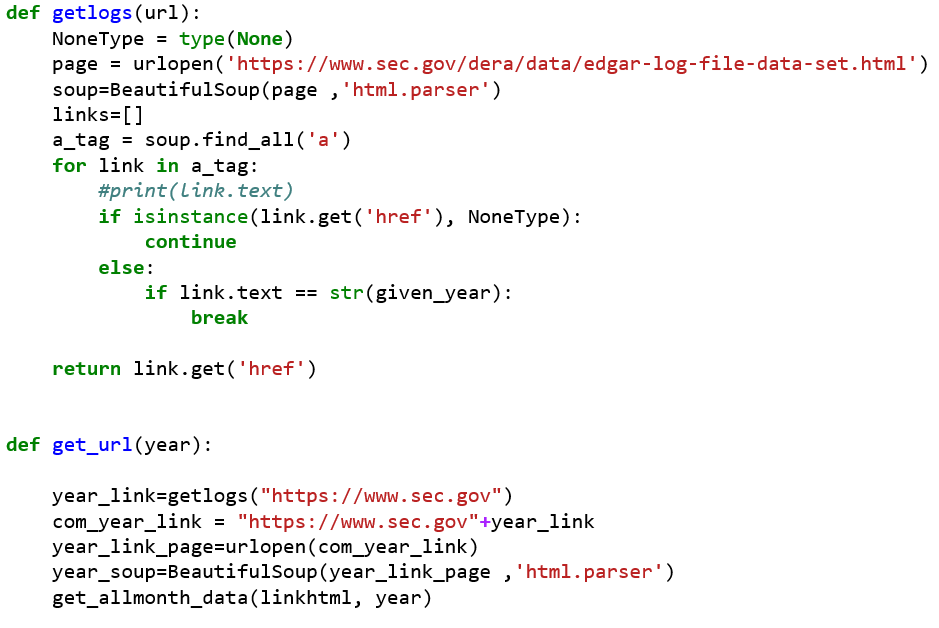 def getlogs(url):
    NoneType = type(None)
    page = urlopen('https://www.sec.gov/dera/data/edgar-log-file-data-set.html')
    soup=BeautifulSoup(page ,'html.parser')
    links=[]
    a_tag = soup.find_all('a')
    for link in a_tag:
        #print(link.text)
        if isinstance(link.get('href'), NoneType):
            continue
        else:
            if link.text == str(given_year):
                break
    return link.get('href')
def get_url(year):
    year_link=getlogs("https://www.sec.gov")
    com_year_link = "https://www.sec.gov"+year_link
    year_link_page=urlopen(com_year_link)
    year_soup=BeautifulSoup(year_link_page ,'html.parser')
    get_allmonth_data(linkhtml, year)